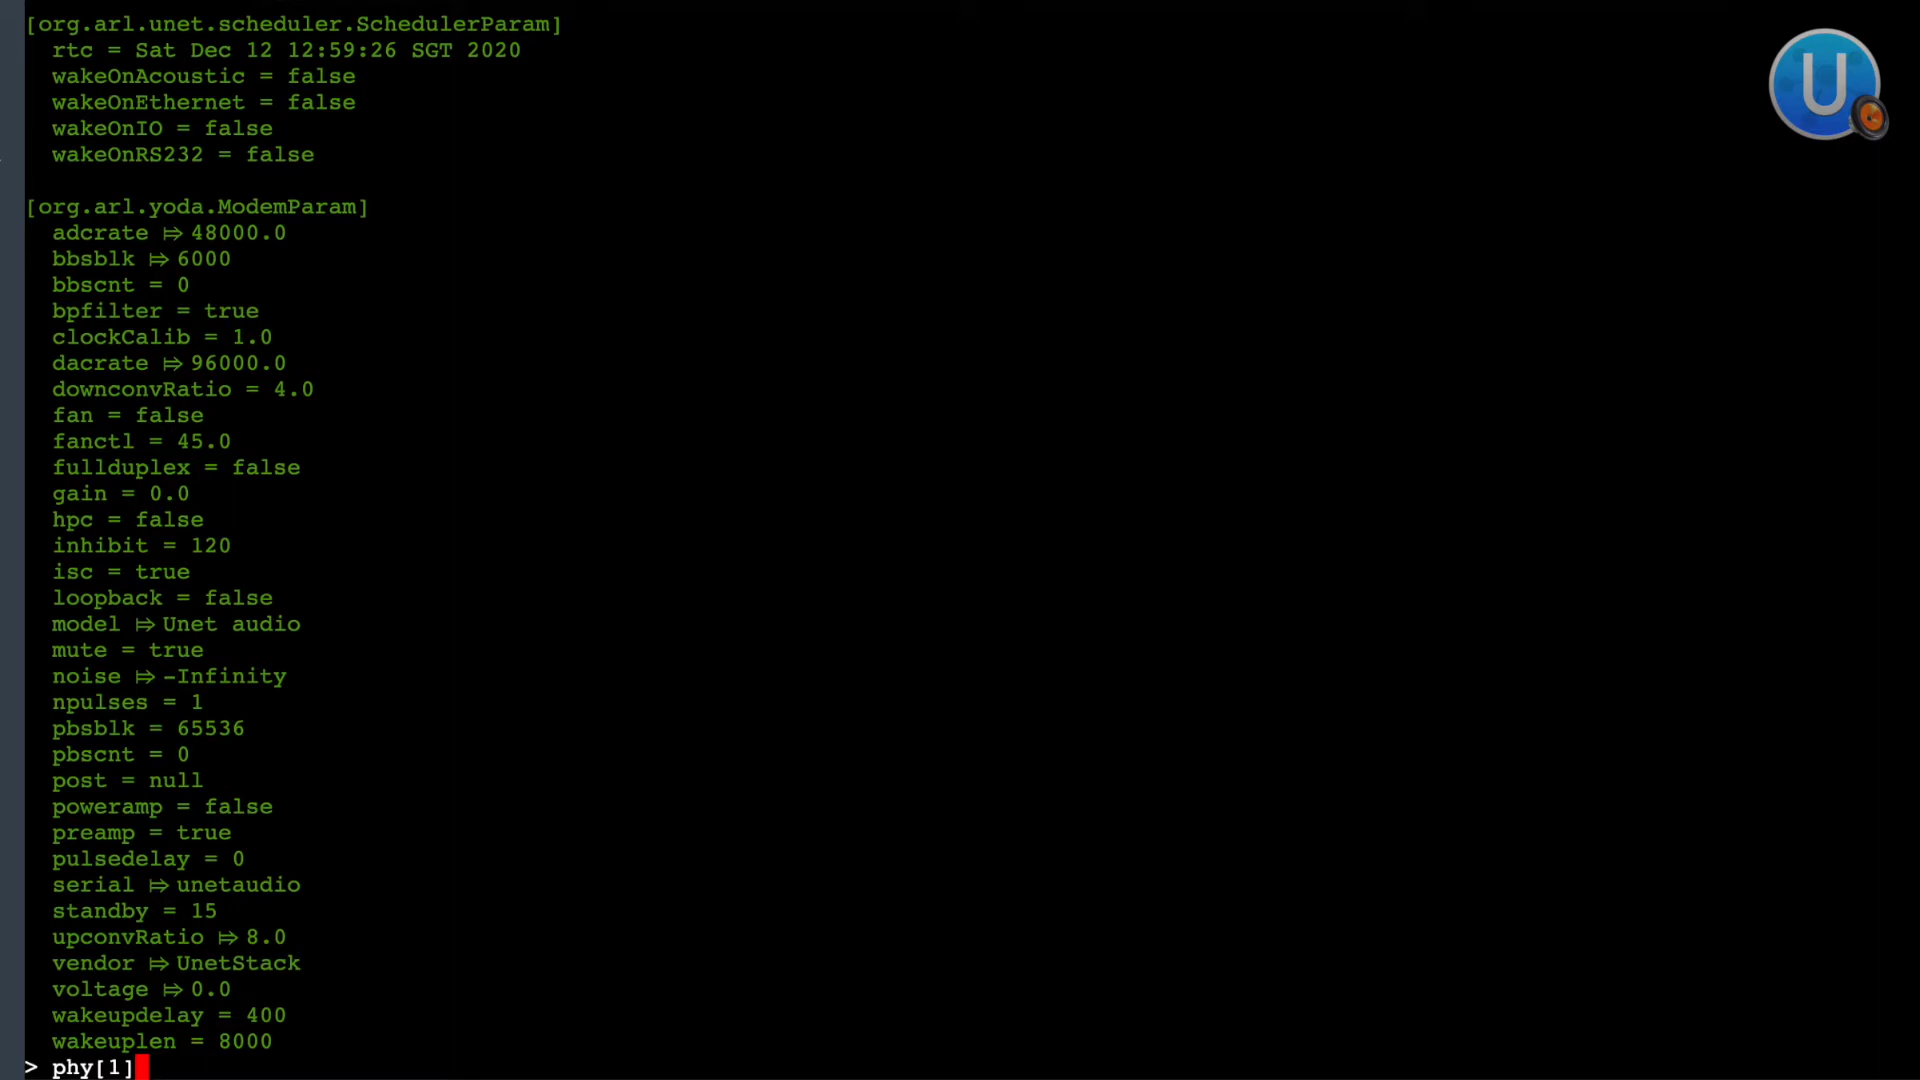 [org.arl.unet.scheduler.SchedulerParam]
rtc = Sat Dec 12 12:59:26 SGT 2020
wakeOnAcoustic = false
wakeOnEthernet = false
wakeOnIO = false
wakeOnRS232 = false
[org.arl.yoda.ModemParam]
adcrate ⤇ 48000.0
bbsblk ⤇ 6000
bbscnt = 0
bpfilter = true
clockCalib = 1.0
dacrate ⤇ 96000.0
downconvRatio = 4.0
fan = false
fanctl = 45.0
fullduplex = false
gain = 0.0
hpc = false
inhibit = 120
isc = true
loopback = false
model ⤇ Unet audio
mute = true
noise ⤇ -Infinity
npulses = 1
pbsblk = 65536
pbscnt = 0
post = null
poweramp = false
preamp = true
pulsedelay = 0
serial ⤇ unetaudio
standby = 15
upconvRatio ⤇ 8.0
vendor ⤇ UnetStack
voltage ⤇ 0.0
wakeupdelay = 400
wakeuplen = 8000
> phy[1]
U